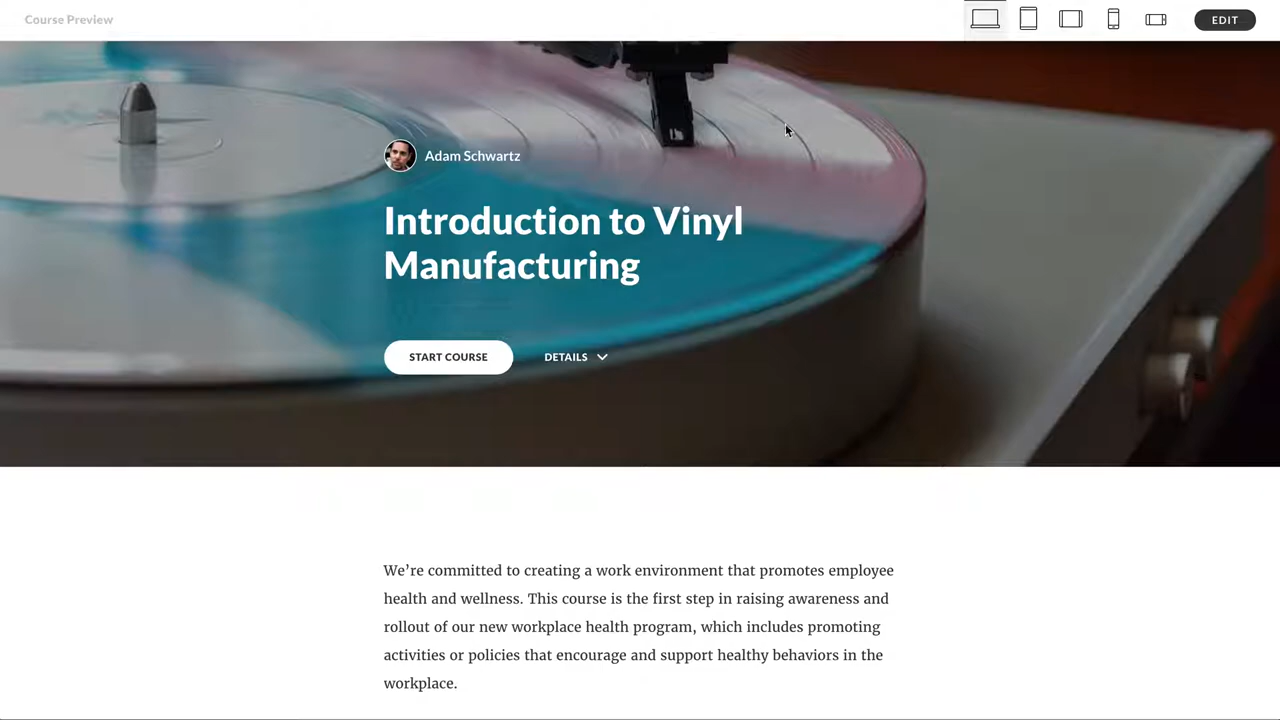 Course Preview
EDIT
Adam Schwartz
Introduction to Vinyl
Manufacturing
START COURSE
DETAILS
We’re committed to creating a work environment that promotes employee
health and wellness. This course is the first step in raising awareness and
rollout of our new workplace health program, which includes promoting
activities or policies that encourage and support healthy behaviors in the
workplace.